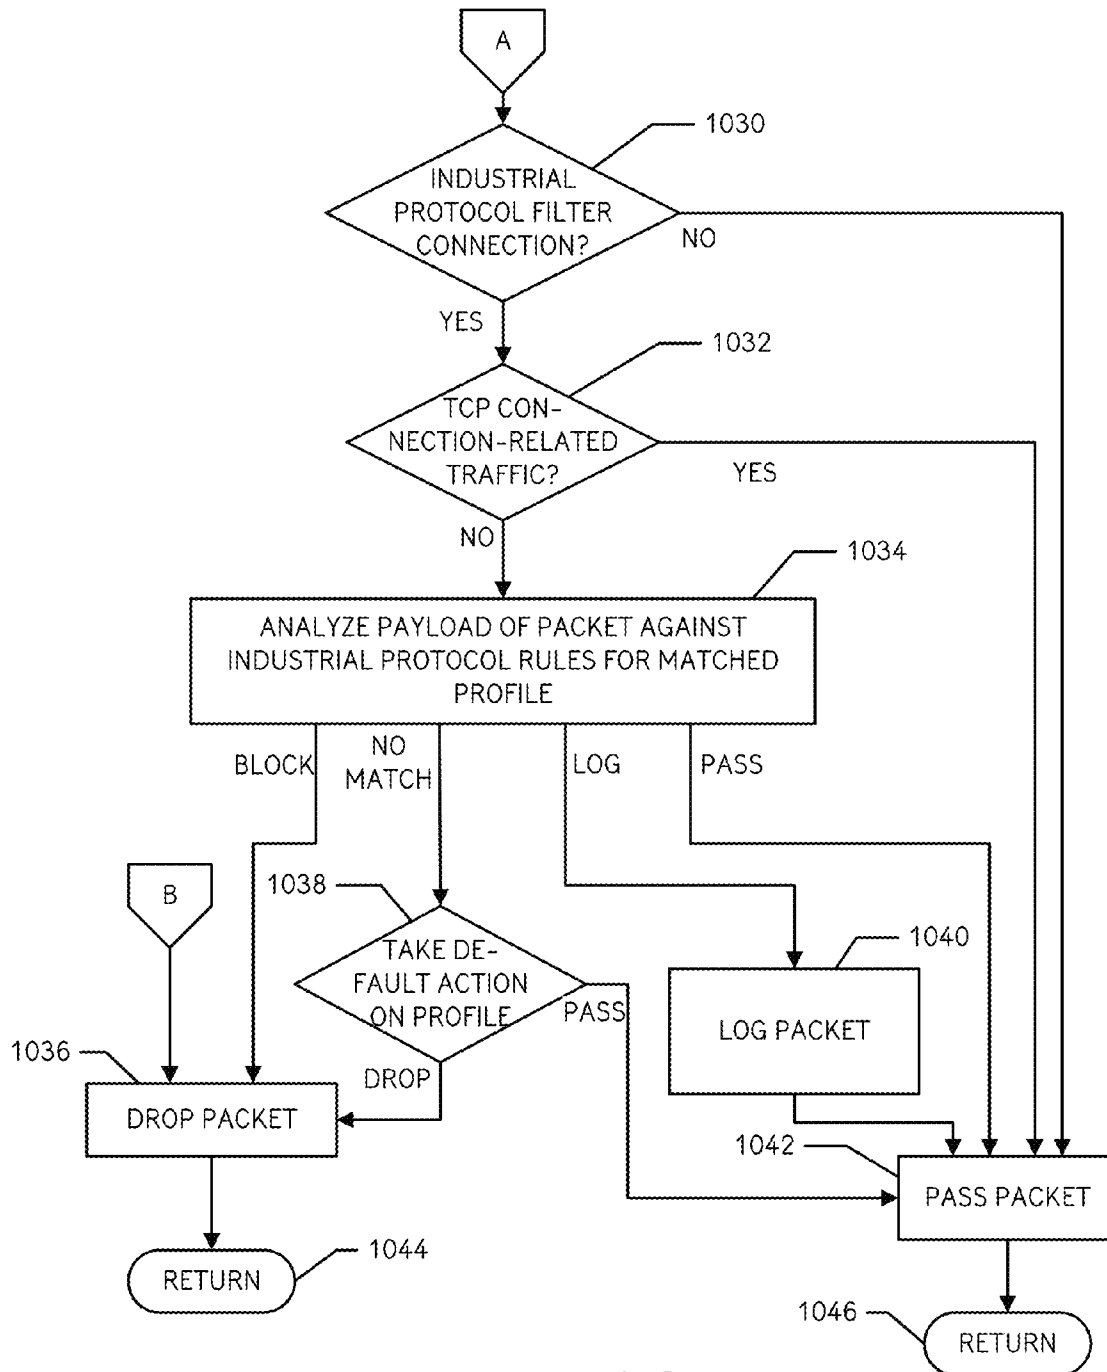 A
1030
INDUSTRIAL
PROTOCOL FILTER
CONNECTION?
NO
YES
1032
TCP CON-
NECTION-RELATED
TRAFFIC?
YES
NO
1034
ANALYZE PAYLOAD OF PACKET AGAINST
INDUSTRIAL PROTOCOL RULES FOR MATCHED
PROFILE
BLOCK
NO
MATCH
LOG
PASS
B
1038
TAKE DE-
FAULT ACTION
ON PROFILE
PASS
DROP
1040
LOG PACKET
1036
DROP PACKET
1042
PASS PACKET
RETURN
1044
1046
RETURN